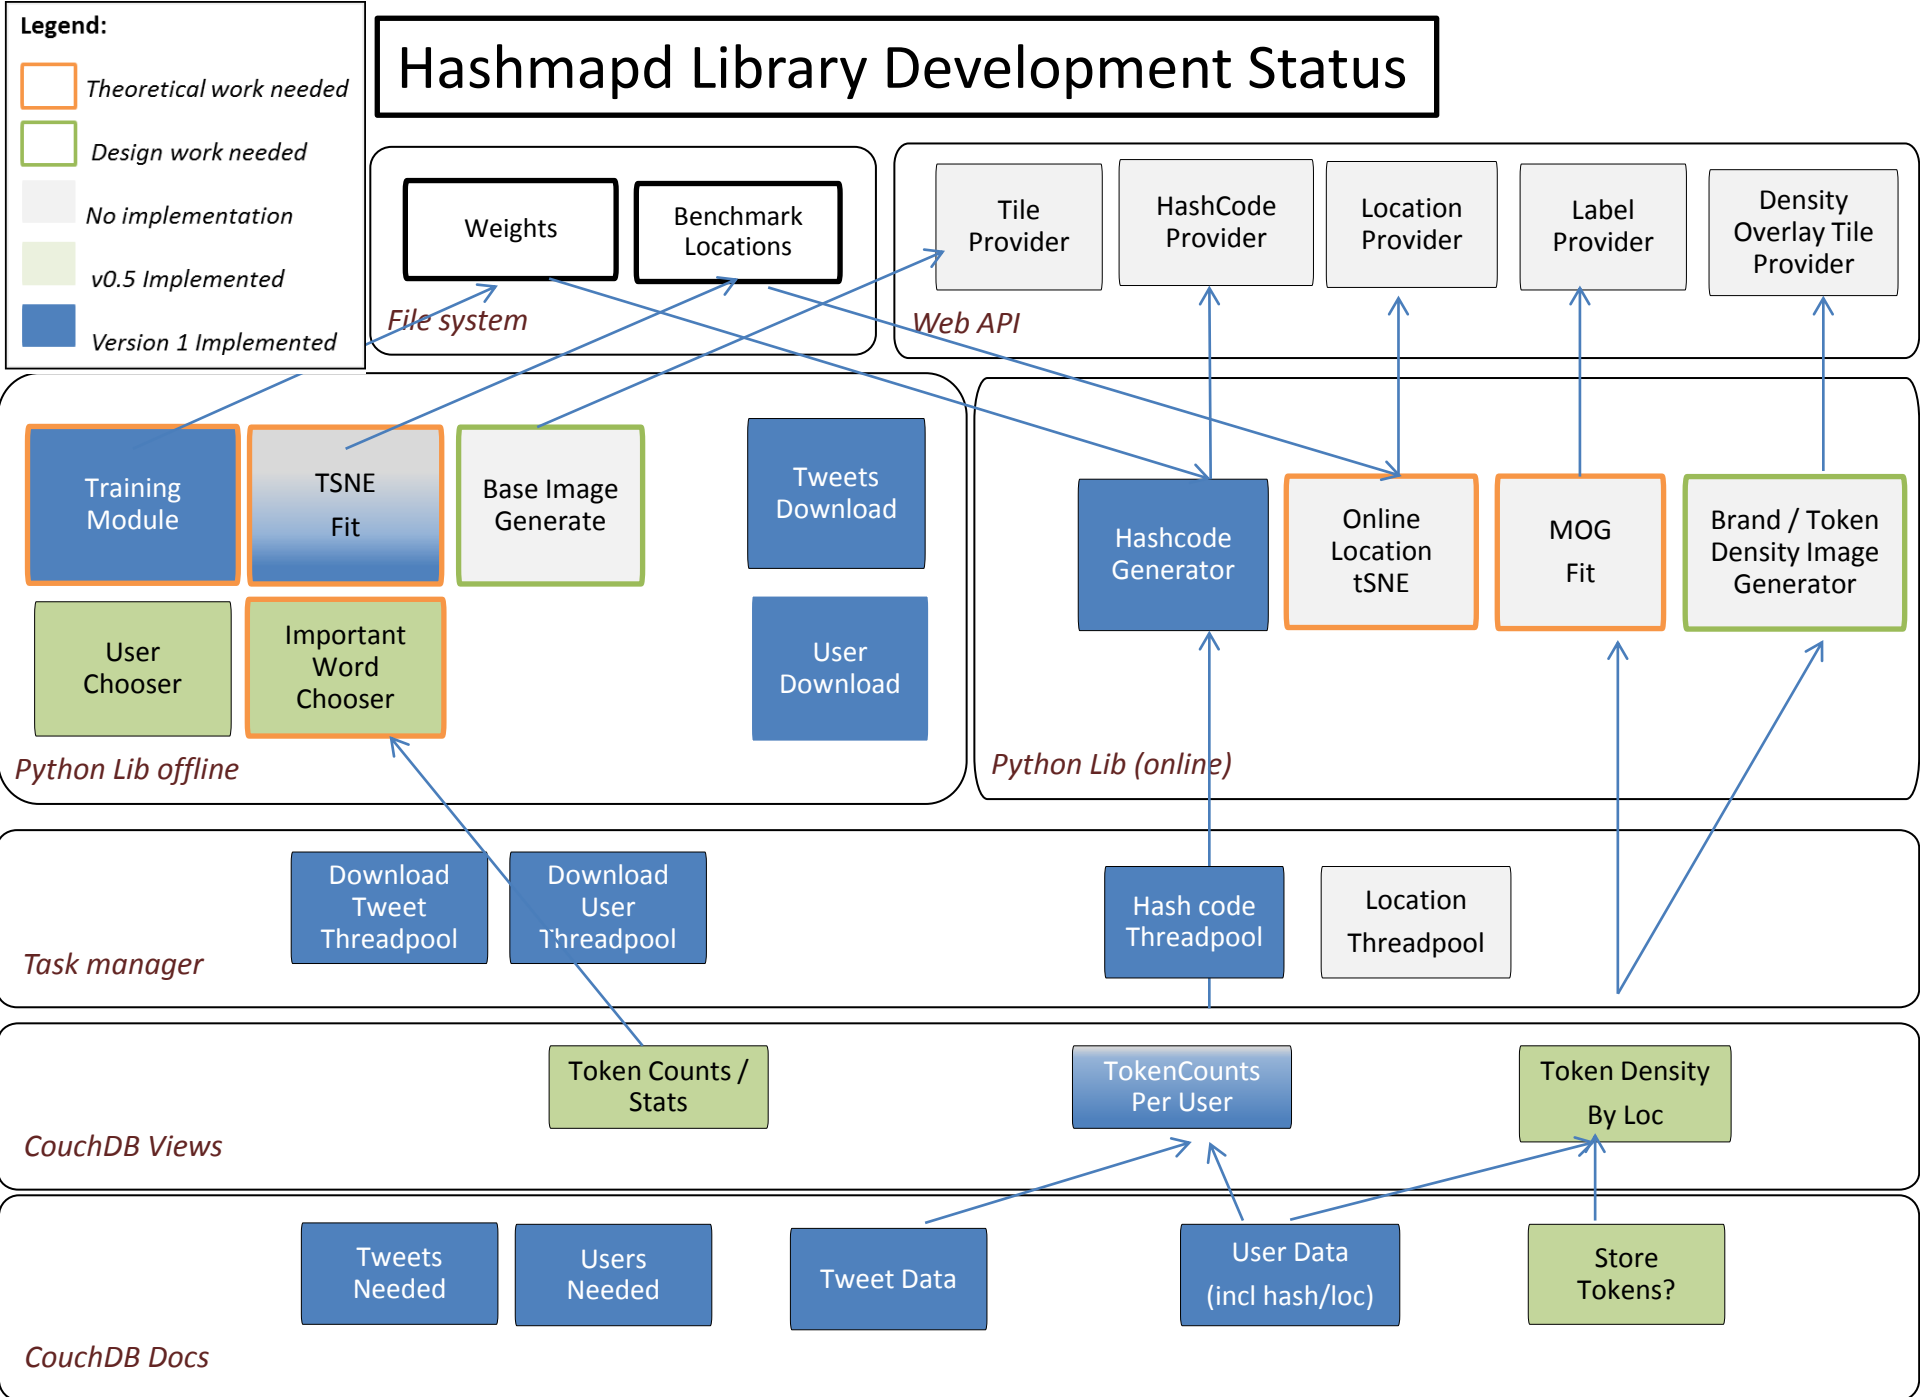 Legend:
Theoretical work needed
Design work needed
No implementation
v0.5 Implemented
Version 1 Implemented
Hashmapd Library Development Status
Weights
Benchmark
Locations
File system
Tile
Provider
HashCode
Provider
Location
Provider
Label
Provider
Density
Overlay Tile
Provider
Web API
Training
Module
TSNE
Fit
Base Image
Generate
Tweets
Download
User
Chooser
Important
Word
Chooser
User
Download
Python Lib offline
Hashcode
Generator
Online
Location
tSNE
MOG
Fit
Brand / Token
Density Image
Generator
Python Lib (online)
Download
Tweet
Threadpool
Download
User
Threadpool
Hash code
Threadpool
Location
Threadpool
Task manager
Token Counts /
Stats
TokenCounts
Per User
Token Density
By Loc
CouchDB Views
Tweets
Needed
Users
Needed
Tweet Data
User Data
(incl hash/loc)
Store
Tokens?
CouchDB Docs